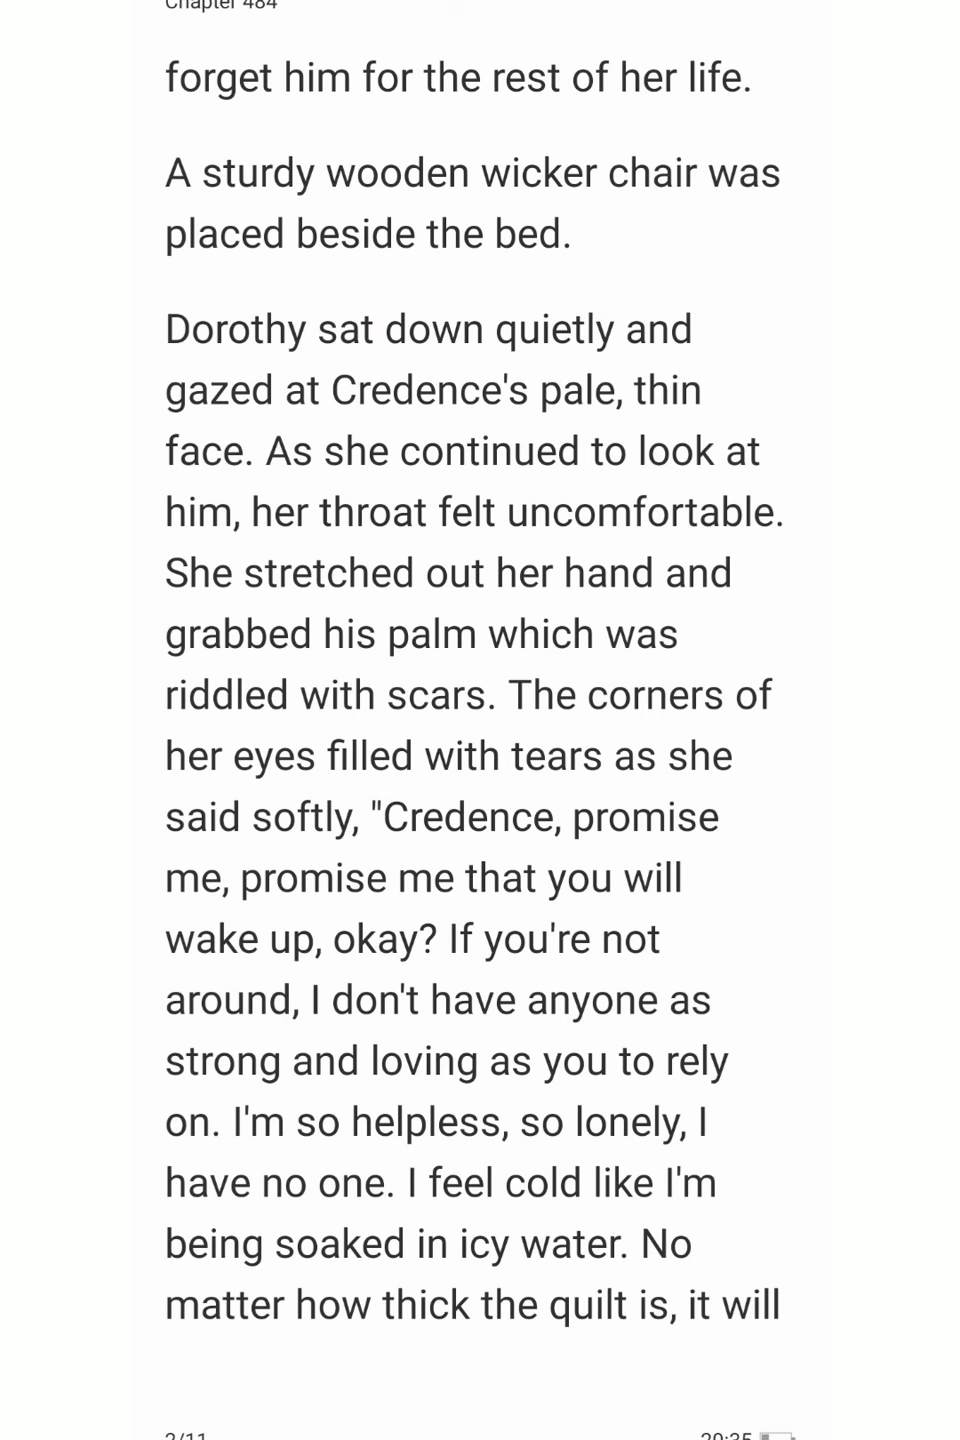 Chapter 484
forget him for the rest of her life.
A sturdy wooden wicker chair was
placed beside the bed.
Dorothy sat down quietly and
gazed at Credence's pale, thin
face. As she continued to look at
him, her throat felt uncomfortable.
She stretched out her hand and
grabbed his palm which was
riddled with scars. The corners of
her eyes filled with tears as she
said softly, "Credence, promise
me, promise me that you will
wake up, okay? If you're not
around, I don't have anyone as
strong and loving as you to rely
on. I'm so helpless, so lonely, I
have no one. I feel cold like I'm
being soaked in icy water. No
matter how thick the quilt is, it will
2/11 20:35